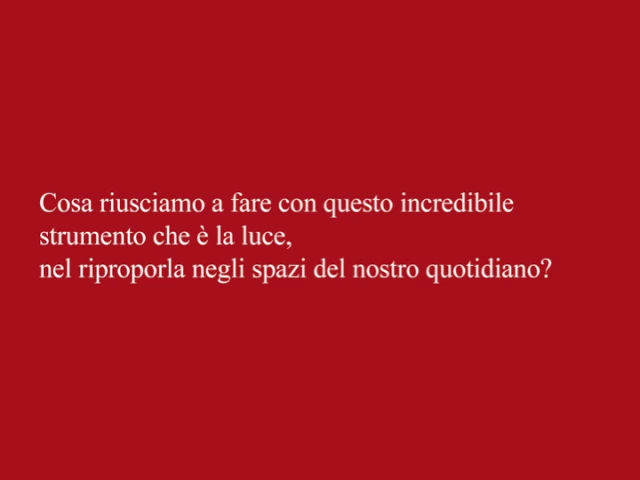 Cosa riusciamo a fare con questo incredibile
strumento che è la luce,
nel riproporla negli spazi del nostro quotidiano?